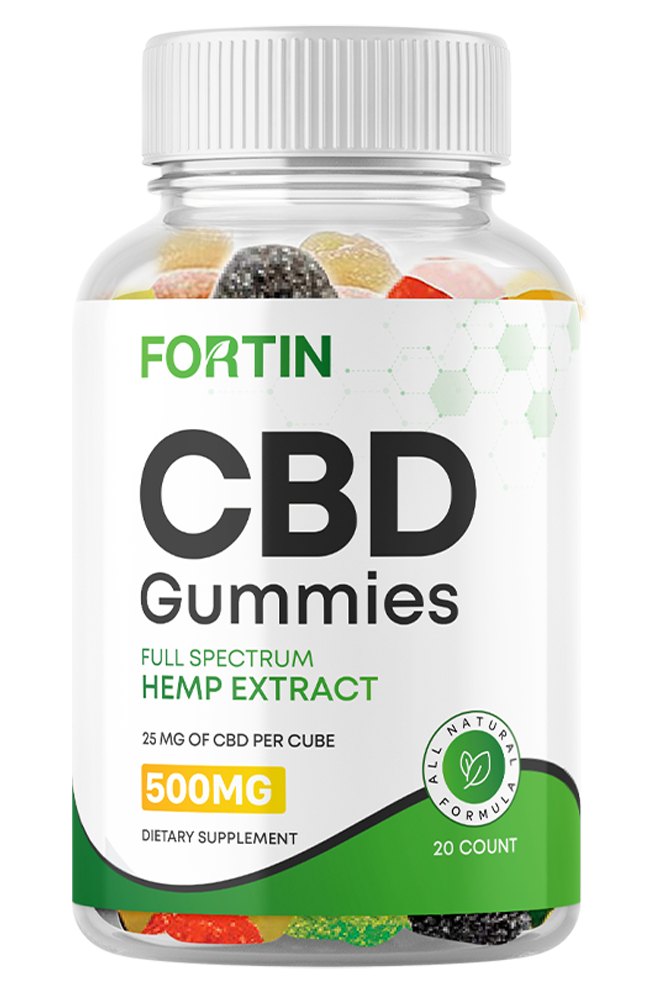 FORTIN
CBD
Gummies
FULL SPECTRUM
HEMP EXTRACT
25 MG OF CBD PER CUBE
500MG
DIETARY SUPPLEMENT
ALL NATURAL
FORMULA
20 COUNT